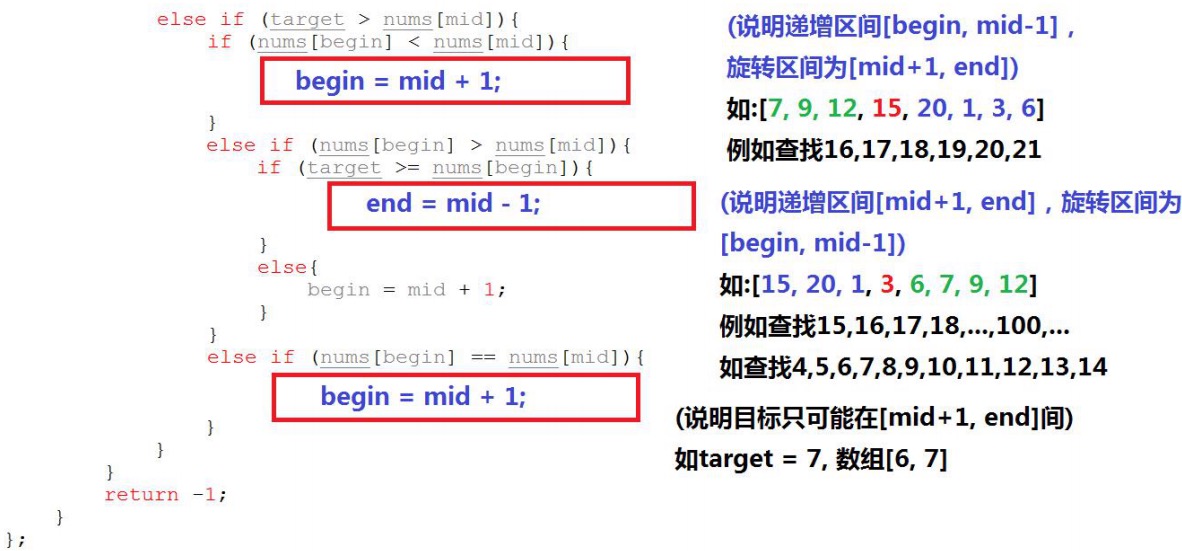 else if (target > nums[mid]){
if (nums[begin] < nums[mid]){
begin = mid + 1;
}
else if (nums[begin] > nums[mid]){
if (target >= nums[begin]){
end = mid - 1;
}
else{
begin = mid + 1;
}
}
else if (nums[begin] == nums[mid]){
begin = mid + 1;
}
}
}
return -1;
}
};
(说明递增区间[begin, mid-1]，
旋转区间为[mid+1, end])
如:[7, 9, 12, 15, 20, 1, 3, 6]
例如查找16,17,18,19,20,21
(说明递增区间[mid+1, end]，旋转区间为
[begin, mid-1])
如:[15, 20, 1, 3, 6, 7, 9, 12]
例如查找15,16,17,18,...,100,...
如查找4,5,6,7,8,9,10,11,12,13,14
(说明目标只可能在[mid+1, end]间)
如target = 7, 数组[6, 7]